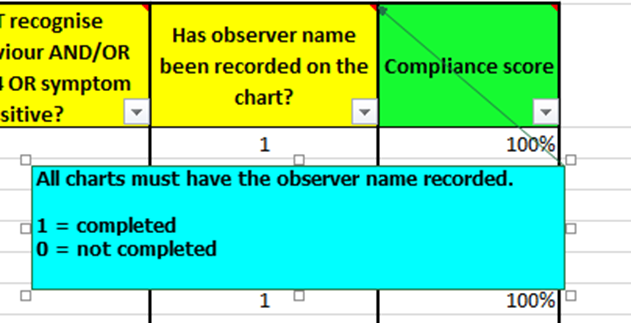 T recognise
viour AND/OR
OR symptom
sitive?
Has observer name
been recorded on the
chart?
Compliance score
1
100%
All charts must have the observer name recorded.
1 = completed
0 = not completed
1
100%